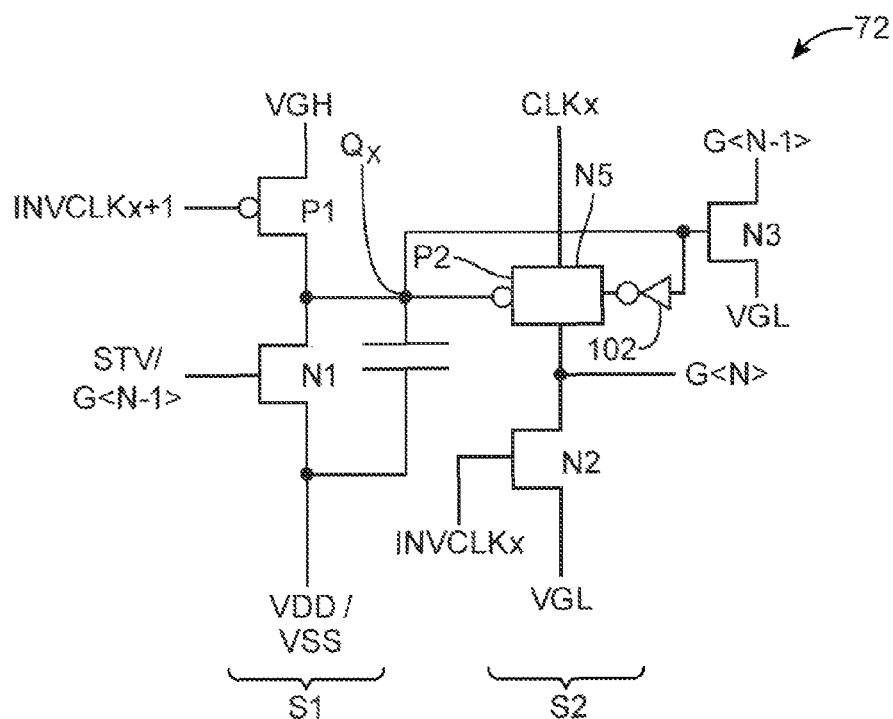 72
VGH
CLKx
G<N-1>
Qx
N5
INVCLKx+1
P1
P2
N3
VGL
102
STV/
G<N-1>
N1
G<N>
N2
INVCLKx
VDD /
VSS
VGL
S1
S2